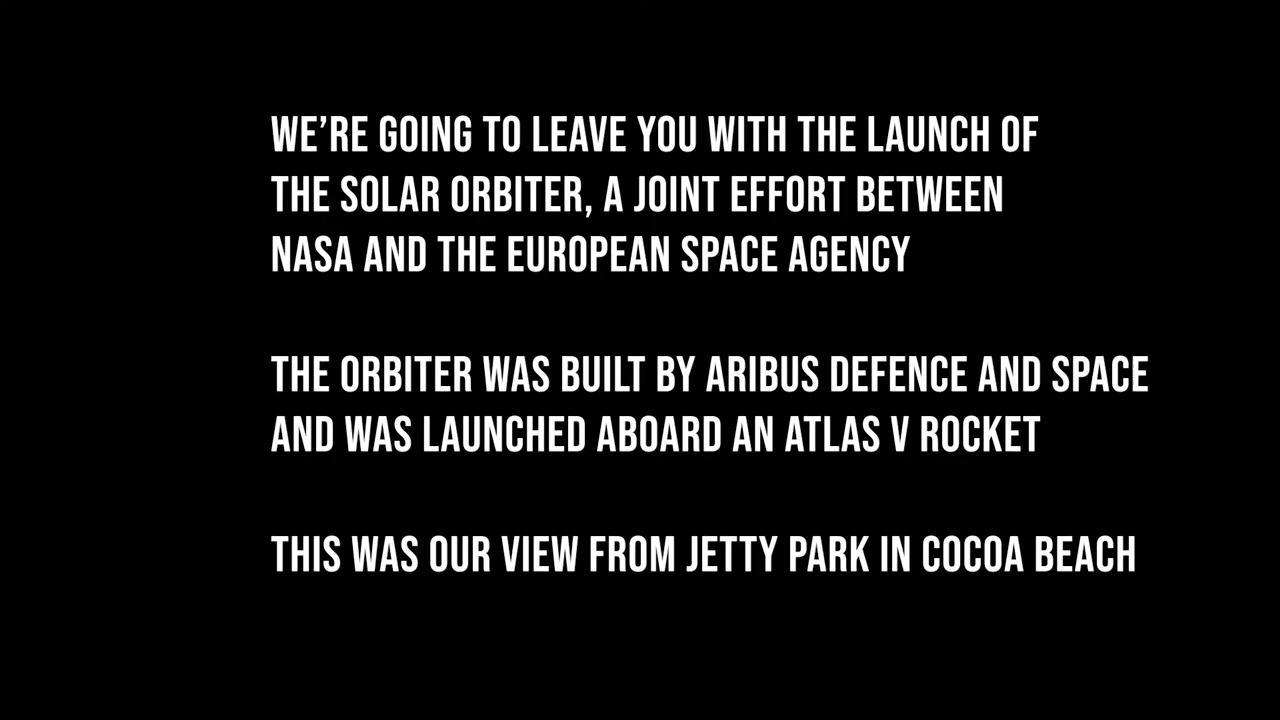 WE’RE GOING TO LEAVE YOU WITH THE LAUNCH OF
THE SOLAR ORBITER, A JOINT EFFORT BETWEEN
NASA AND THE EUROPEAN SPACE AGENCY
THE ORBITER WAS BUILT BY ARIBUS DEFENCE AND SPACE
AND WAS LAUNCHED ABOARD AN ATLAS V ROCKET
THIS WAS OUR VIEW FROM JETTY PARK IN COCOA BEACH